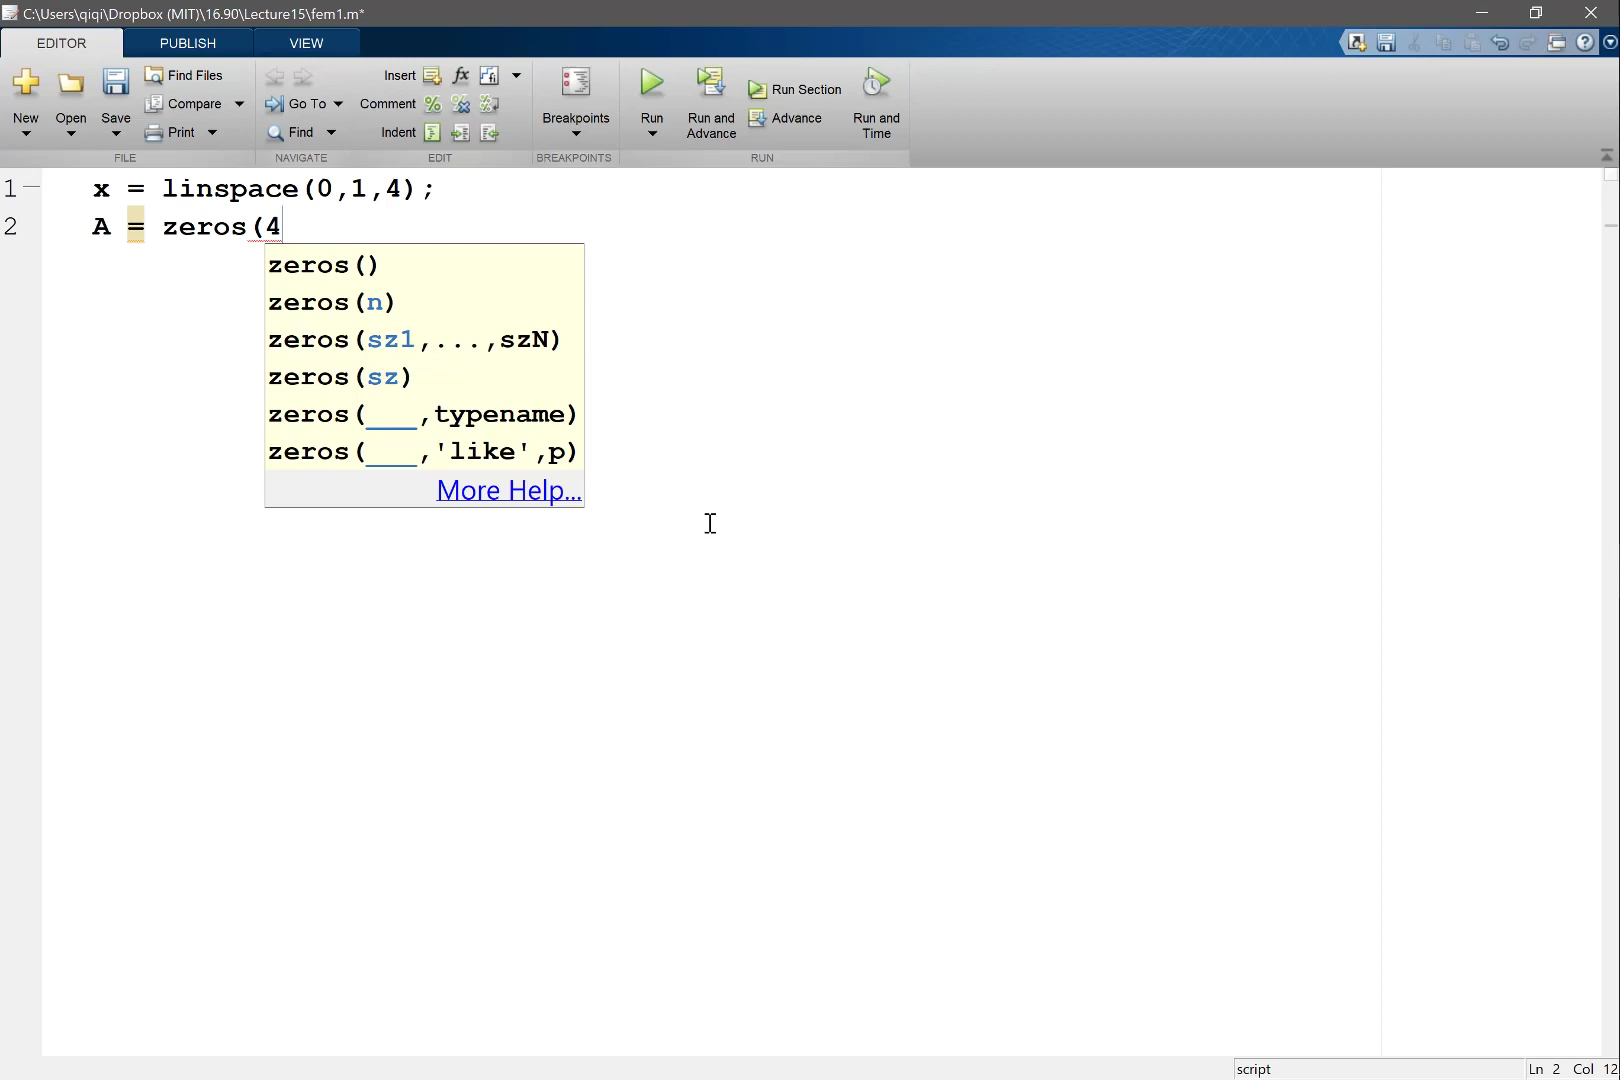 C:\Users\qiqi\Dropbox (MIT)\16.90\Lecture15\fem1.m*
EDITOR PUBLISH VIEW
New
Open
Save
Find Files
Compare
Print
FILE
Go To
Find
NAVIGATE
Insert fx
Comment
Indent
EDIT
Breakpoints
BREAKPOINTS
Run
Run and Advance
Run Section
Advance
Run and Time
RUN
1 x = linspace(0,1,4);
2 A = zeros(4
zeros()
zeros(n)
zeros(sz1,...,szN)
zeros(sz)
zeros(___,typename)
zeros(___,'like',p)
More Help...
script Ln 2 Col 12